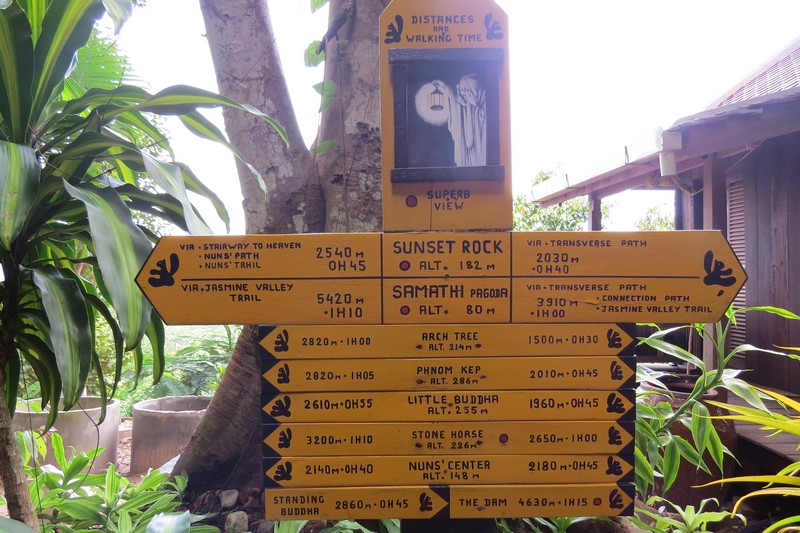 DISTANCES
AND
WALKING TIME
SUPERB
VIEW
VIA • STAIRWAY TO HEAVEN
• NUNS' PATH
• NUNS' TRAIL
2540 m
0H45
SUNSET ROCK
ALT. 182 m
VIA • TRANSVERSE PATH
2030 m
•0H40
VIA • JASMINE VALLEY
TRAIL
5420 m
•1H10
SAMATHI PAGODA
ALT. 80 m
VIA • TRANSVERSE PATH
3910 m
•1H00
• CONNECTION PATH
• JASMINE VALLEY TRAIL
2820 m • 1H00
ARCH TREE
ALT. 214 m
1500 m • 0H30
2820 m • 1H05
PHNOM KEP
ALT. 286 m
2010 m • 0H45
2610 m • 0H55
LITTLE BUDDHA
ALT. 235 m
1960 m • 0H45
3200 m • 1H10
STONE HORSE
ALT. 226 m
2650 m • 1H00
2140 m • 0H40
NUNS' CENTER
ALT. 148 m
2180 m • 0H45
STANDING
BUDDHA
2860 m • 0H45
THE DAM
4630 m • 1H15